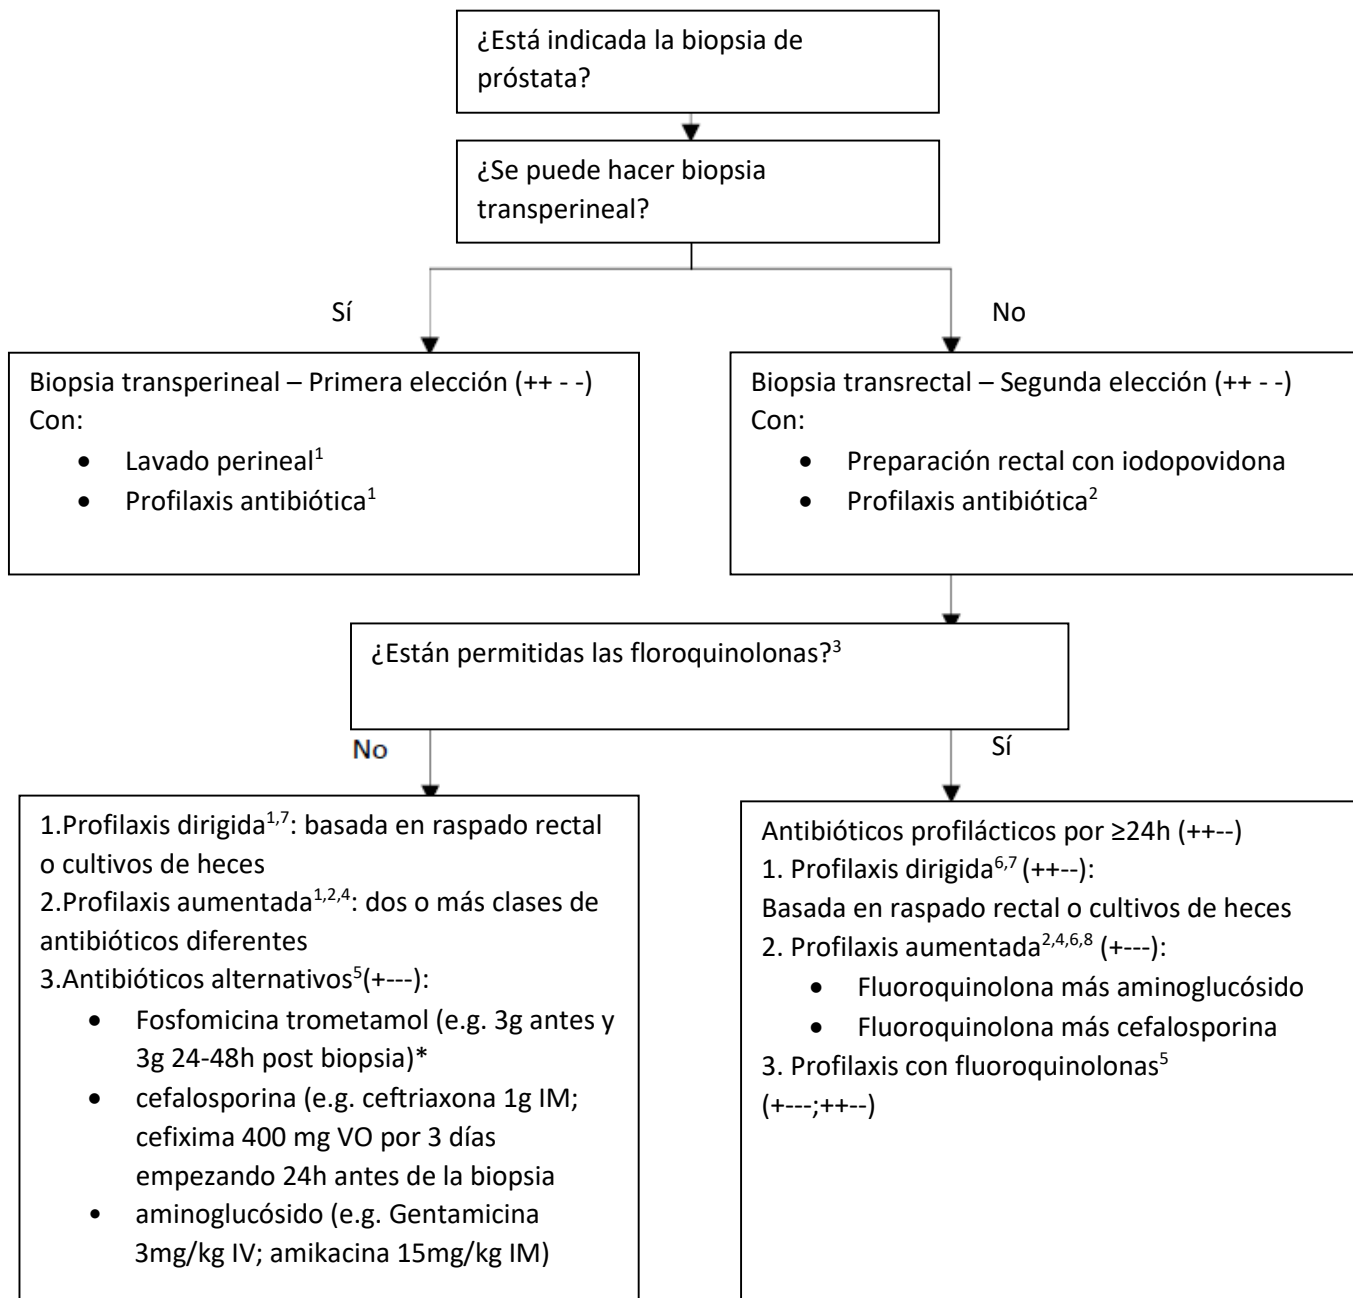 ¿Está indicada la biopsia de
próstata?
¿Se puede hacer biopsia
transperineal?
Sí
No
Biopsia transperineal – Primera elección (++ - -)
Con:
• Lavado perineal¹
• Profilaxis antibiótica¹
Biopsia transrectal – Segunda elección (++ - -)
Con:
• Preparación rectal con iodopovidona
• Profilaxis antibiótica²
¿Están permitidas las floroquinolonas?³
No
Sí
1.Profilaxis dirigida¹,⁷: basada en raspado rectal
o cultivos de heces
2.Profilaxis aumentada¹,²,⁴: dos o más clases de
antibióticos diferentes
3.Antibióticos alternativos⁵(+---):
• Fosfomicina trometamol (e.g. 3g antes y
3g 24-48h post biopsia)*
• cefalosporina (e.g. ceftriaxona 1g IM;
cefixima 400 mg VO por 3 días
empezando 24h antes de la biopsia
• aminoglucósido (e.g. Gentamicina
3mg/kg IV; amikacina 15mg/kg IM)
Antibióticos profilácticos por ≥24h (++--)
1. Profilaxis dirigida⁶,⁷ (++--):
Basada en raspado rectal o cultivos de heces
2. Profilaxis aumentada²,⁴,⁶,⁸ (+---):
• Fluoroquinolona más aminoglucósido
• Fluoroquinolona más cefalosporina
3. Profilaxis con fluoroquinolonas⁵
(+---;++--)